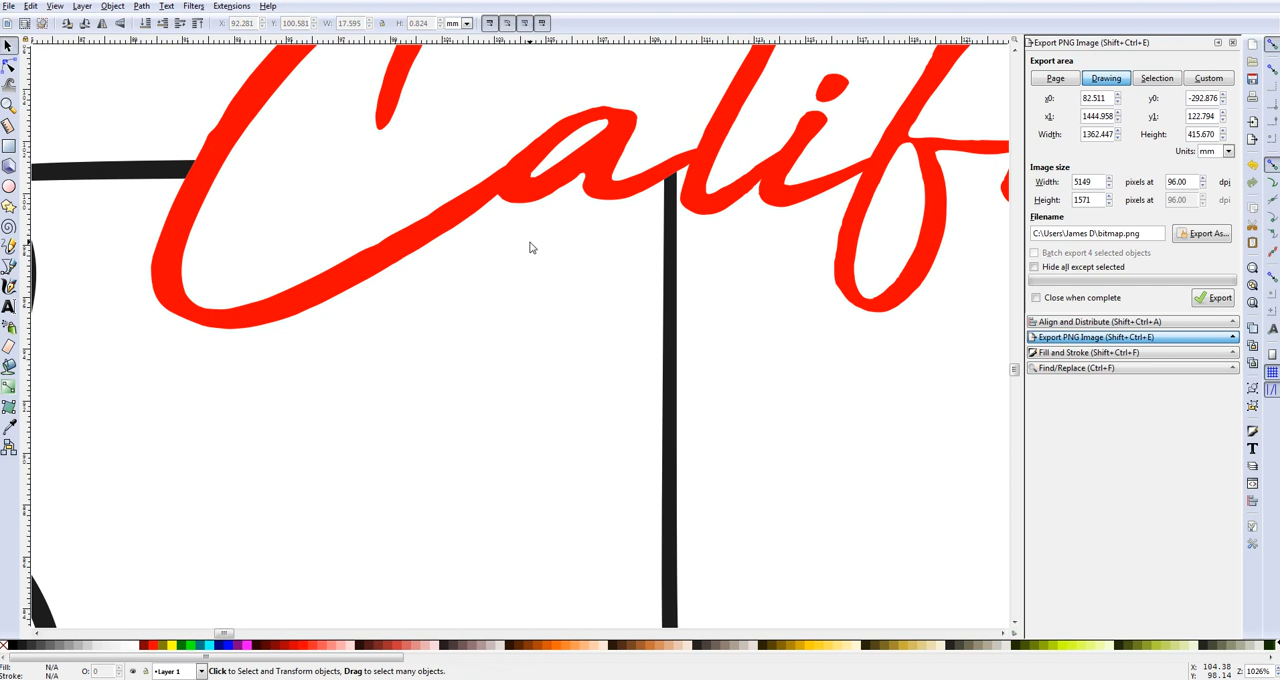 File Edit View Layer Object Path Text Filters Extensions Help
X: 92.281 Y: 100.581 W: 17.595 H: 0.824 mm
Calif
Export PNG Image (Shift+Ctrl+E)
Export area
Page Drawing Selection Custom
x0: 82.511 y0: -292.876
x1: 1444.958 y1: 122.794
Width: 1362.447 Height: 415.670
Units: mm
Image size
Width: 5149 pixels at 96.00 dpi
Height: 1571 pixels at 96.00 dpi
Filename
C:\Users\James D\bitmap.png Export As...
Batch export 4 selected objects
Hide all except selected
Close when complete Export
Align and Distribute (Shift+Ctrl+A)
Export PNG Image (Shift+Ctrl+E)
Fill and Stroke (Shift+Ctrl+F)
Find/Replace (Ctrl+F)
Fill: N/A
Stroke: N/A
O: 0
•Layer 1
Click to Select and Transform objects, Drag to select many objects.
X: 104.38
Y: 98.14
Z: 1026%